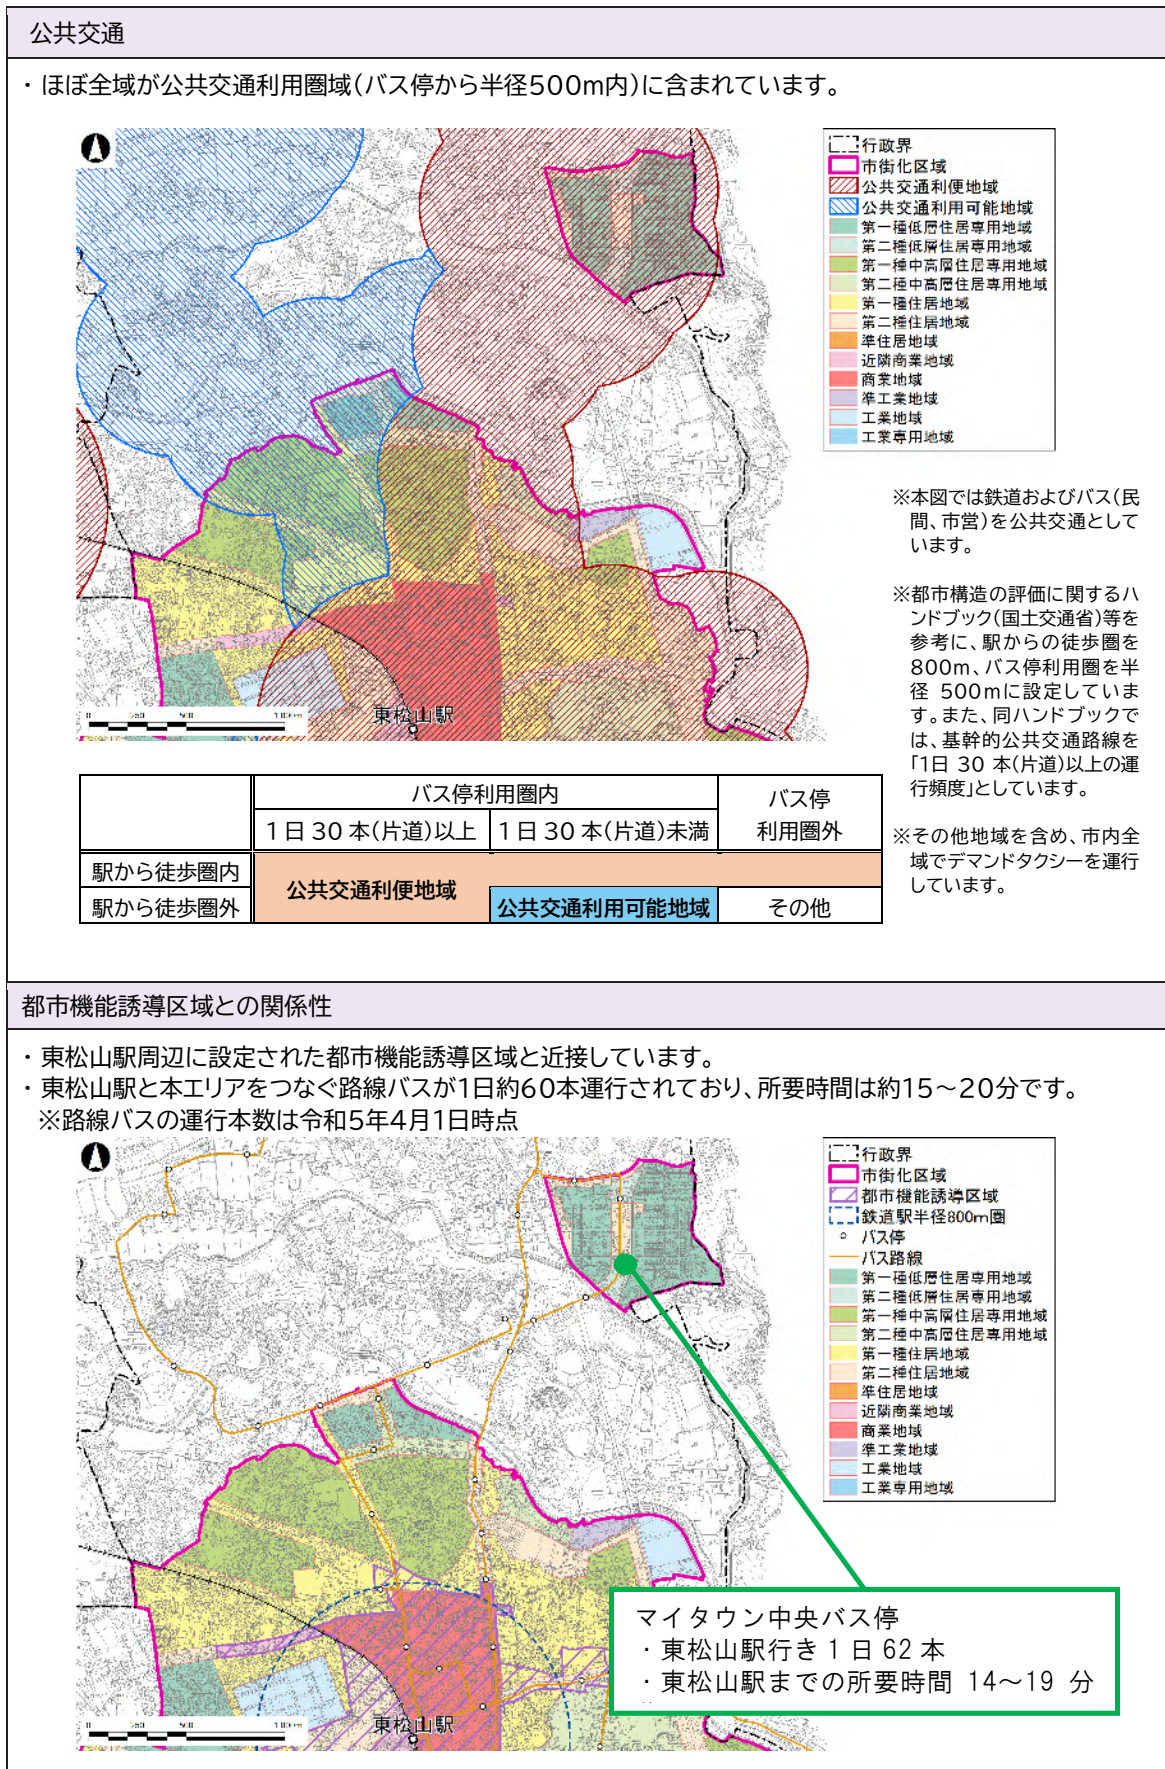 公共交通
・ほぼ全域が公共交通利用圏域(バス停から半径500m内)に含まれています。
行政界
市街化区域
公共交通利便地域
公共交通利用可能地域
第一種低層住居専用地域
第二種低層住居専用地域
第一種中高層住居専用地域
第二種中高層住居専用地域
第一種住居地域
第二種住居地域
準住居地域
近隣商業地域
商業地域
準工業地域
工業地域
工業専用地域
※本図では鉄道およびバス(民
間、市営)を公共交通として
います。
※都市構造の評価に関するハ
ンドブック(国土交通省)等を
参考に、駅からの徒歩圏を
800m、バス停利用圏を半
径 500mに設定していま
す。また、同ハンドブックで
は、基幹的公共交通路線を
「1日 30 本(片道)以上の運
行頻度」としています。
※その他地域を含め、市内全
域でデマンドタクシーを運行
しています。
東松山駅
0 250 500 1,000m
バス停利用圏内
バス停
利用圏外
1日30本(片道)以上
1日30本(片道)未満
駅から徒歩圏内
公共交通利便地域
駅から徒歩圏外
公共交通利用可能地域
その他
都市機能誘導区域との関係性
・東松山駅周辺に設定された都市機能誘導区域と近接しています。
・東松山駅と本エリアをつなぐ路線バスが1日約60本運行されており、所要時間は約15～20分です。
※路線バスの運行本数は令和5年4月1日時点
行政界
市街化区域
都市機能誘導区域
鉄道駅半径800m圏
バス停
バス路線
第一種低層住居専用地域
第二種低層住居専用地域
第一種中高層住居専用地域
第二種中高層住居専用地域
第一種住居地域
第二種住居地域
準住居地域
近隣商業地域
商業地域
準工業地域
工業地域
工業専用地域
マイタウン中央バス停
・東松山駅行き1日62本
・東松山駅までの所要時間 14～19 分
東松山駅
0 250 500 1,000m